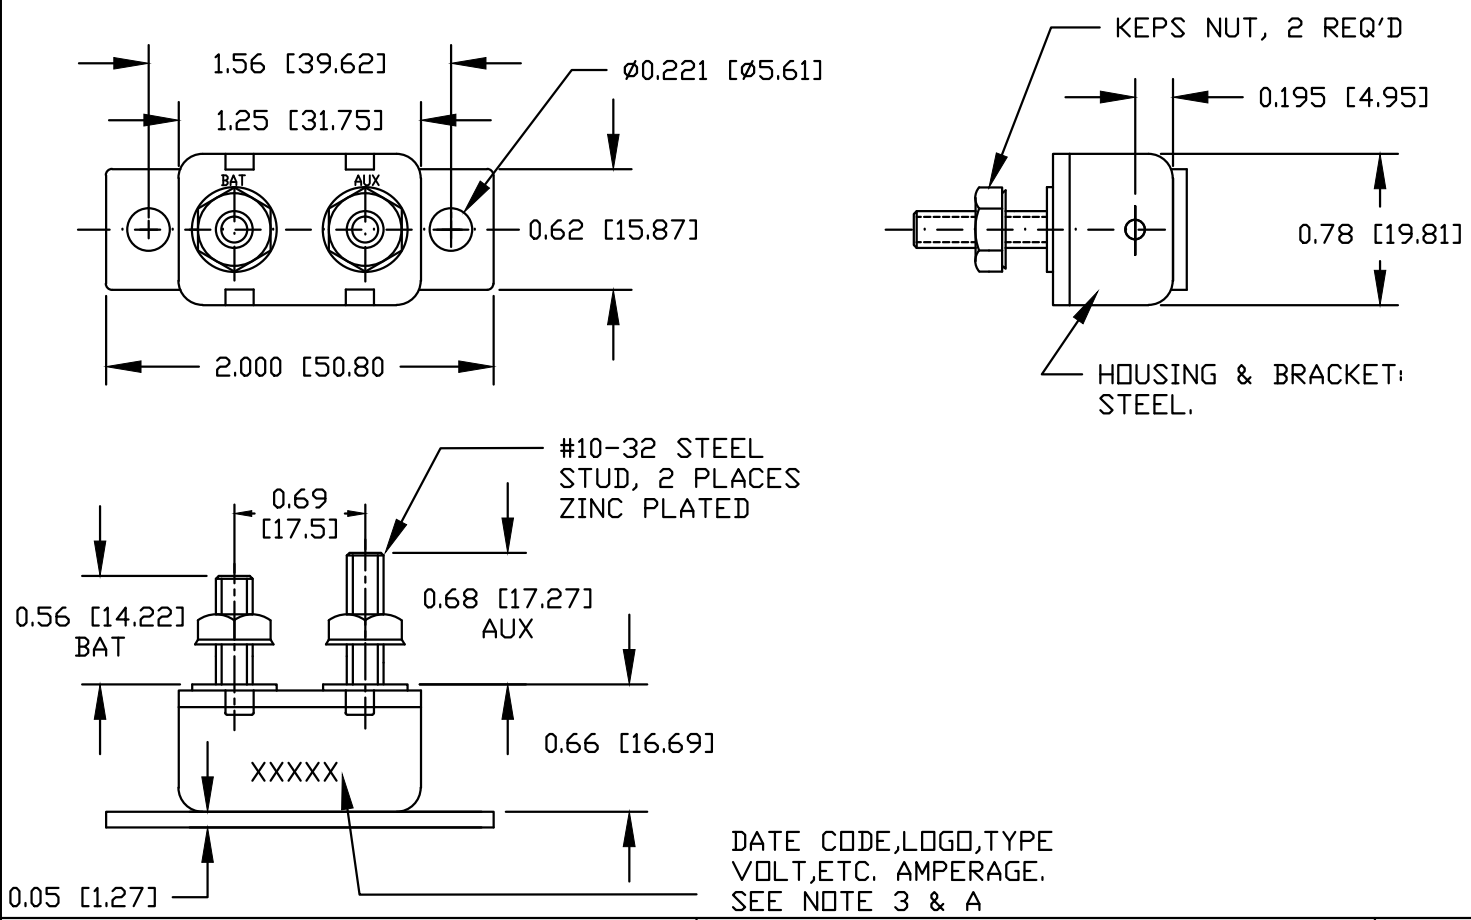 1.56 [39.62]
ø0.221 [ø5.61]
1.25 [31.75]
BAT
AUX
0.62 [15.87]
2.000 [50.80
KEPS NUT, 2 REQ'D
0.195 [4.95]
0.78 [19.81]
HOUSING & BRACKET:
STEEL.
#10-32 STEEL
STUD, 2 PLACES
ZINC PLATED
0.69
[17.5]
0.56 [14.22]
BAT
0.68 [17.27]
AUX
0.66 [16.69]
XXXXX
0.05 [1.27]
DATE CODE,LOGO,TYPE
VOLT,ETC. AMPERAGE.
SEE NOTE 3 & A